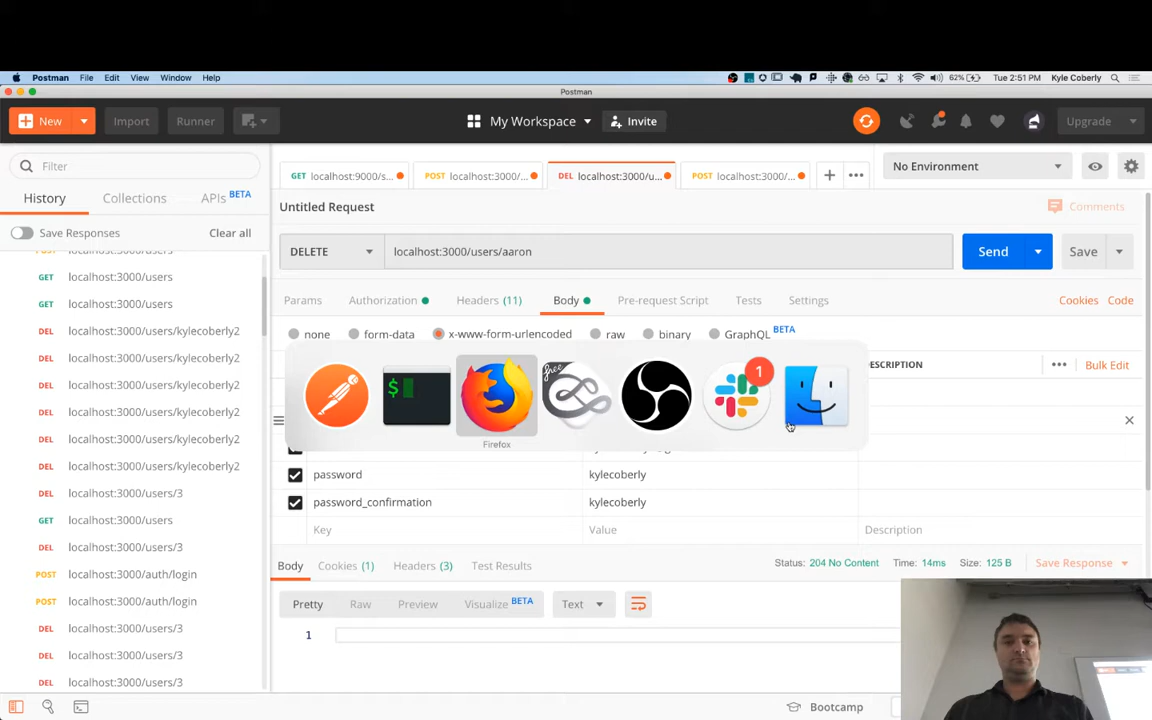 Postman File Edit View Window Help 62% Tue 2:51 PM Kyle Coberly
Postman
New Import Runner My Workspace Invite Upgrade
Filter
History Collections APIs BETA
Save Responses Clear all
GET localhost:3000/users
GET localhost:3000/users
DEL localhost:3000/users/kylecoberly2
DEL localhost:3000/users/kylecoberly2
DEL localhost:3000/users/kylecoberly2
DEL localhost:3000/users/kylecoberly2
DEL localhost:3000/users/kylecoberly2
DEL localhost:3000/users/kylecoberly2
DEL localhost:3000/users/3
GET localhost:3000/users
DEL localhost:3000/users/3
POST localhost:3000/auth/login
POST localhost:3000/auth/login
DEL localhost:3000/users/3
DEL localhost:3000/users/3
DEL localhost:3000/users/3
GET localhost:9000/s... POST localhost:3000/... DEL localhost:3000/u... POST localhost:3000/... No Environment
Untitled Request Comments
DELETE localhost:3000/users/aaron Send Save
Params Authorization Headers (11) Body Pre-request Script Tests Settings Cookies Code
none form-data x-www-form-urlencoded raw binary GraphQL BETA
ESCRIPTION Bulk Edit
free $ 1
Firefox
password kylecoberly
password_confirmation kylecoberly
Key Value Description
Body Cookies (1) Headers (3) Test Results Status: 204 No Content Time: 14ms Size: 125 B Save Response
Pretty Raw Preview Visualize BETA Text
1
Bootcamp